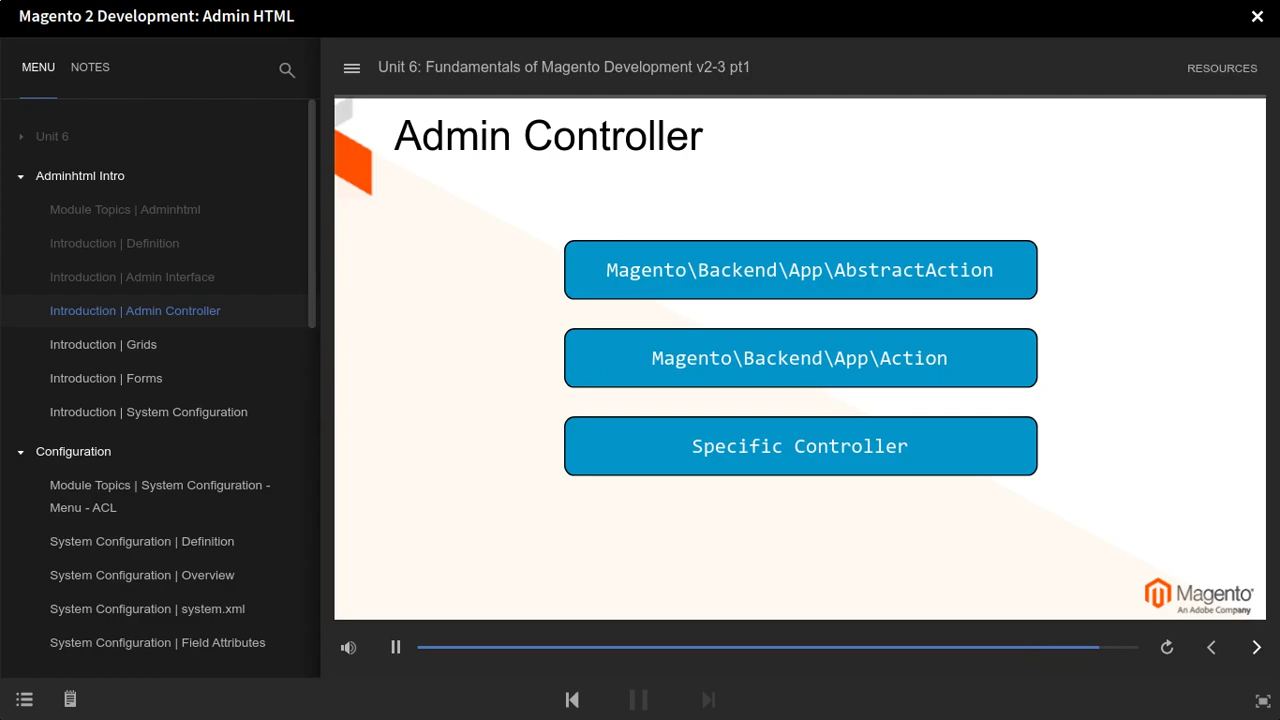 Magento 2 Development: Admin HTML
MENU NOTES
Unit 6: Fundamentals of Magento Development v2-3 pt1
RESOURCES
Unit 6
Adminhtml Intro
Module Topics | Adminhtml
Introduction | Definition
Introduction | Admin Interface
Introduction | Admin Controller
Introduction | Grids
Introduction | Forms
Introduction | System Configuration
Configuration
Module Topics | System Configuration -
Menu - ACL
System Configuration | Definition
System Configuration | Overview
System Configuration | system.xml
System Configuration | Field Attributes
Admin Controller
Magento\Backend\App\AbstractAction
Magento\Backend\App\Action
Specific Controller
Magento
An Adobe Company